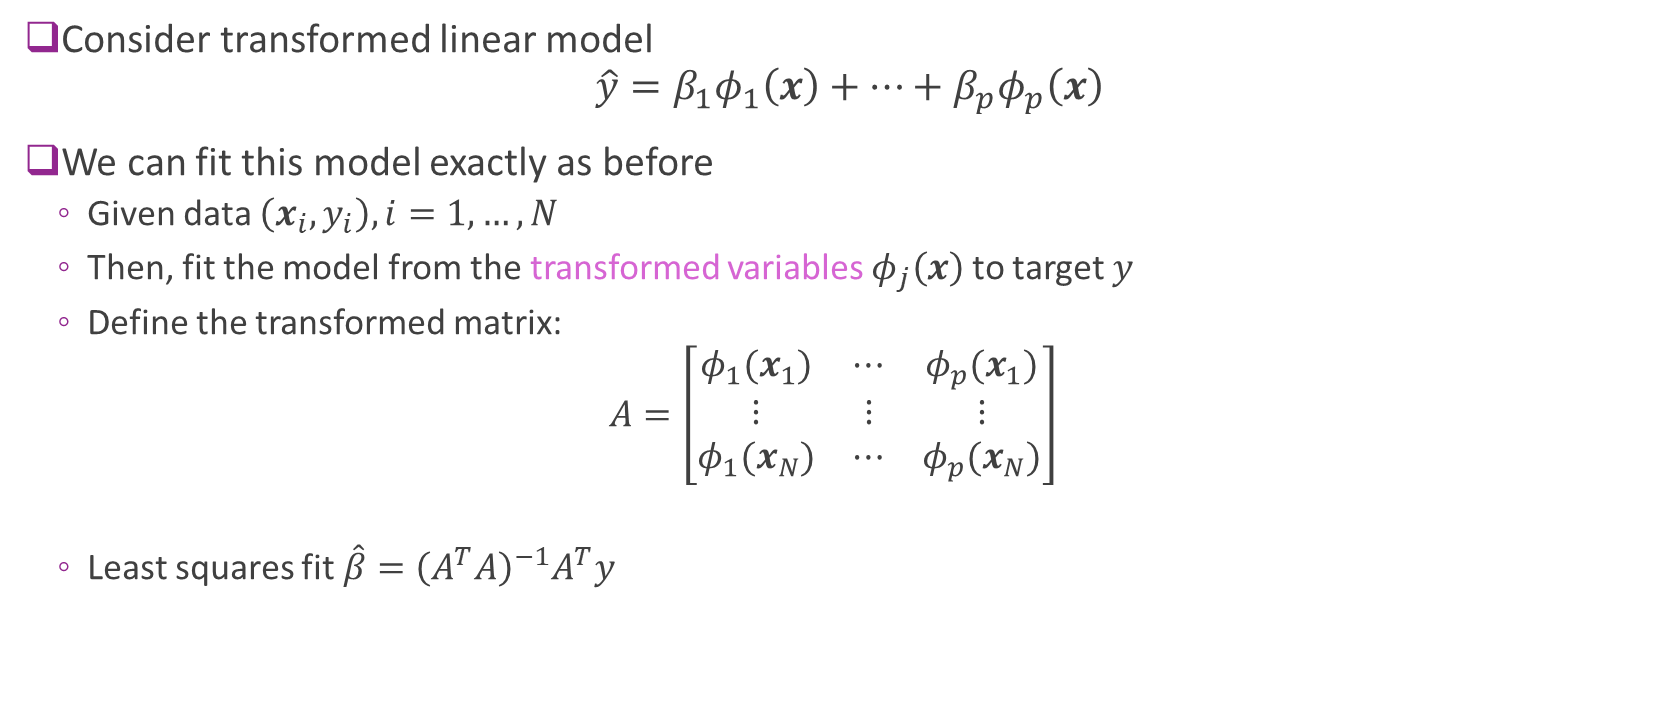 ❑Consider transformed linear model
ŷ = β₁ϕ₁(𝒙) + ⋯ + βₚϕₚ(𝒙)
❑We can fit this model exactly as before
◦ Given data (𝒙ᵢ, yᵢ), i = 1, … , N
◦ Then, fit the model from the transformed variables ϕⱼ(𝒙) to target y
◦ Define the transformed matrix:
A = [ϕ₁(𝒙₁) ⋯ ϕₚ(𝒙₁)
⋮ ⋮ ⋮
ϕ₁(𝒙_N) ⋯ ϕₚ(𝒙_N)]
◦ Least squares fit β̂ = (AᵀA)⁻¹Aᵀy